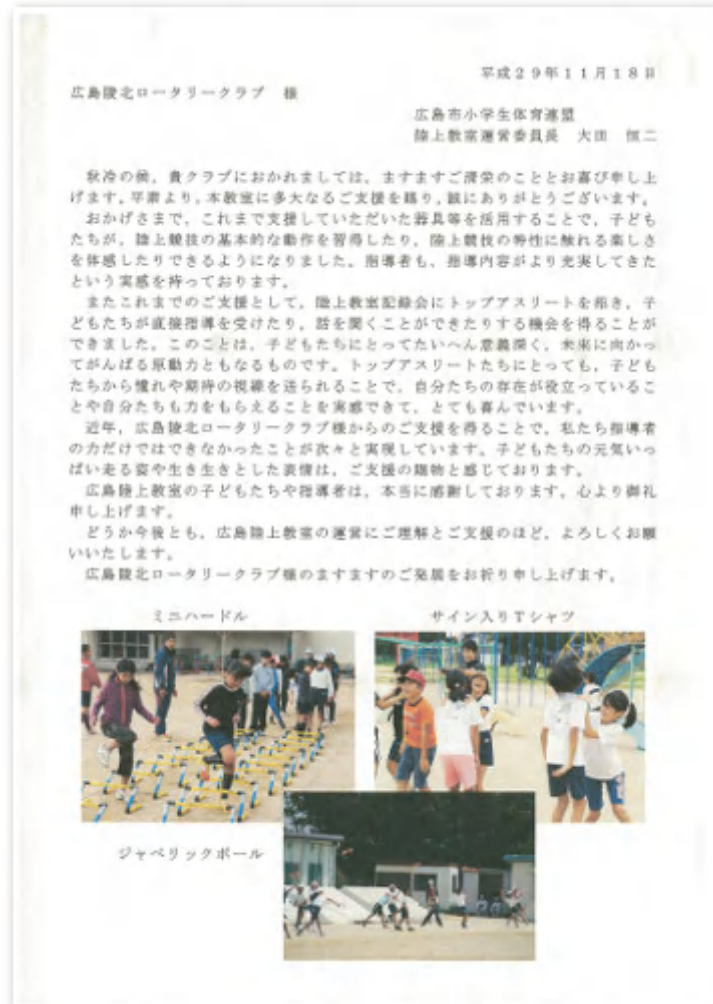 平成29年11月18日
広島陵北ロータリークラブ 様
広島市小学生体育連盟
陸上教室運営委員長 大田 恒二
秋冷の候，貴クラブにおかれましては，ますますご清栄のこととお喜び申し上
げます。平素より，本教室に多大なるご支援を賜り，誠にありがとうございます。
おかげさまで，これまで支援していただいた器具等を活用することで，子ども
たちが，陸上競技の基本的な動作を習得したり，陸上競技の特性に触れる楽しさ
を体感したりできるようになりました。指導者も，指導内容がより充実してきた
という実感を持っております。
またこれまでのご支援として，陸上教室記録会にトップアスリートを招き，子
どもたちが直接指導を受けたり，話を聞くことができたりする機会を得ることが
できました。このことは，子どもたちにとってたいへん意義深く，未来に向かっ
てがんばる原動力ともなるものです。トップアスリートたちにとっても，子ども
たちから憧れや期待の視線を送られることで，自分たちの存在が役立っているこ
とや自分たちも力をもらえることを実感できて，とても喜んでいます。
近年，広島陵北ロータリークラブ様からのご支援を得ることで，私たち指導者
の力だけではできなかったことが次々と実現しています。子どもたちの元気いっ
ぱい走る姿や生き生きとした表情は，ご支援の賜物と感じております。
広島陸上教室の子どもたちや指導者は，本当に感謝しております。心より御礼
申し上げます。
どうか今後とも，広島陸上教室の運営にご理解とご支援のほど，よろしくお願
いいたします。
広島陵北ロータリークラブ様のますますのご発展をお祈り申し上げます。
ミニハードル
サイン入りTシャツ
ジャベリックボール